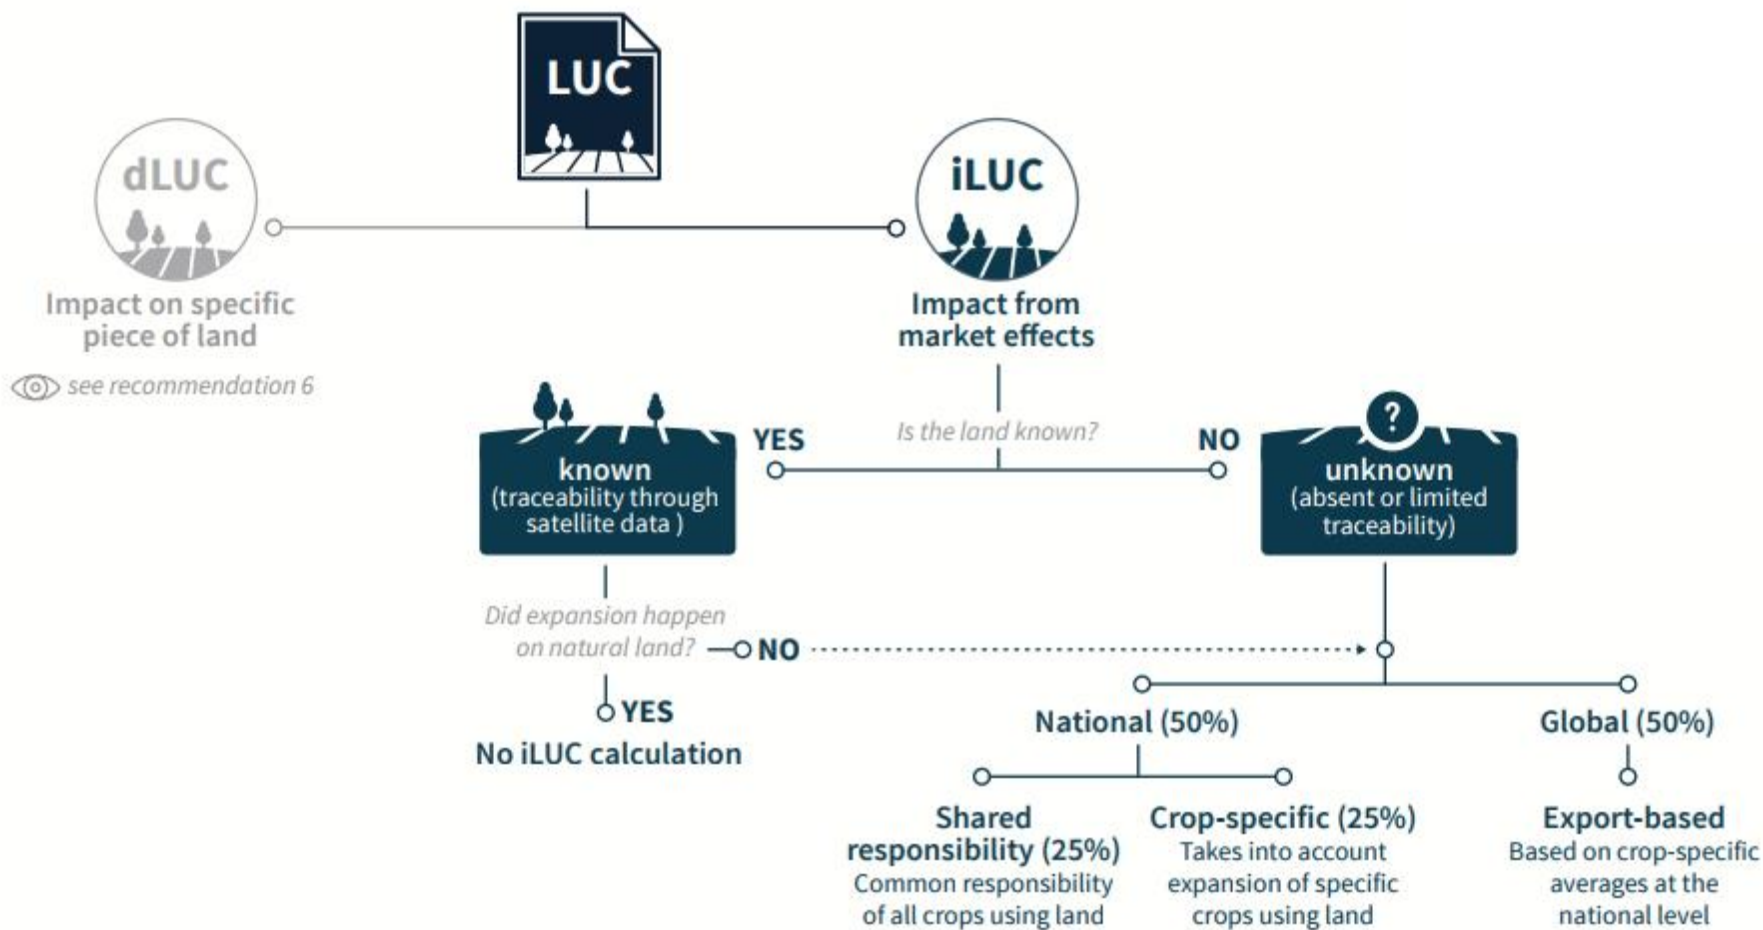 LUC
dLUC
Impact on specific
piece of land
see recommendation 6
iLUC
Impact from
market effects
Is the land known?
YES
NO
known
(traceability through
satellite data )
?
unknown
(absent or limited
traceability)
Did expansion happen
on natural land?
NO
YES
No iLUC calculation
National (50%)
Global (50%)
Shared
responsibility (25%)
Common responsibility
of all crops using land
Crop-specific (25%)
Takes into account
expansion of specific
crops using land
Export-based
Based on crop-specific
averages at the
national level